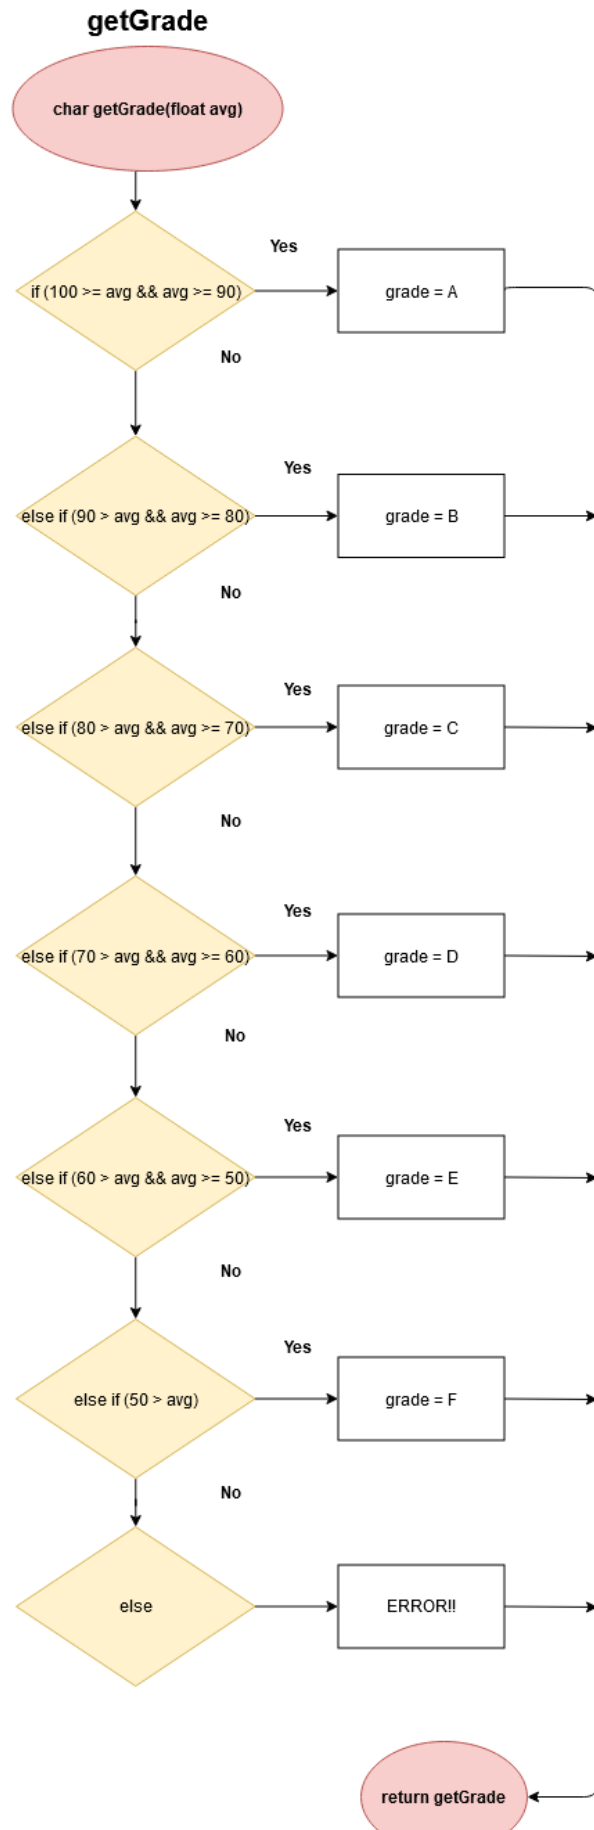 getGrade
char getGrade(float avg)
Yes
if (100 >= avg && avg >= 90)
grade = A
No
Yes
else if (90 > avg && avg >= 80)
grade = B
No
Yes
else if (80 > avg && avg >= 70)
grade = C
No
Yes
else if (70 > avg && avg >= 60)
grade = D
No
Yes
else if (60 > avg && avg >= 50)
grade = E
No
Yes
else if (50 > avg)
grade = F
No
else
ERROR!!
return getGrade